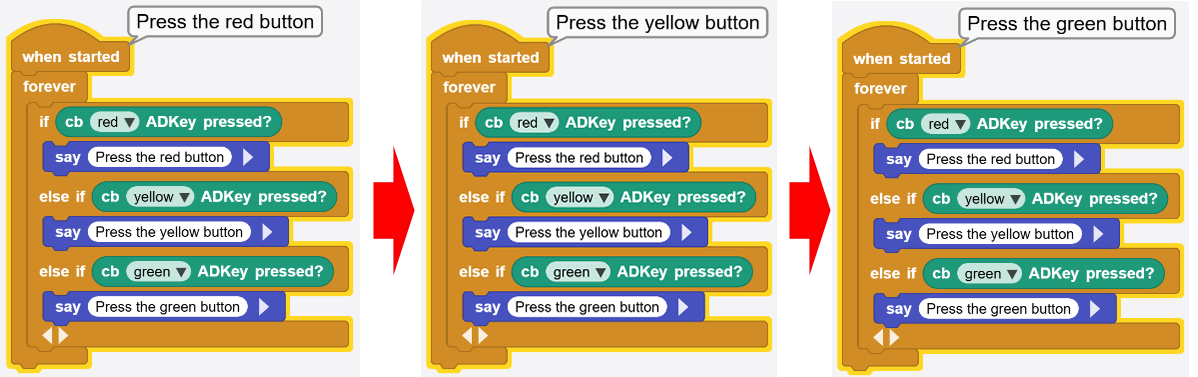 Press the red button
when started
forever
if cb red ADKey pressed?
say Press the red button
else if cb yellow ADKey pressed?
say Press the yellow button
else if cb green ADKey pressed?
say Press the green button
Press the yellow button
when started
forever
if cb red ADKey pressed?
say Press the red button
else if cb yellow ADKey pressed?
say Press the yellow button
else if cb green ADKey pressed?
say Press the green button
Press the green button
when started
forever
if cb red ADKey pressed?
say Press the red button
else if cb yellow ADKey pressed?
say Press the yellow button
else if cb green ADKey pressed?
say Press the green button